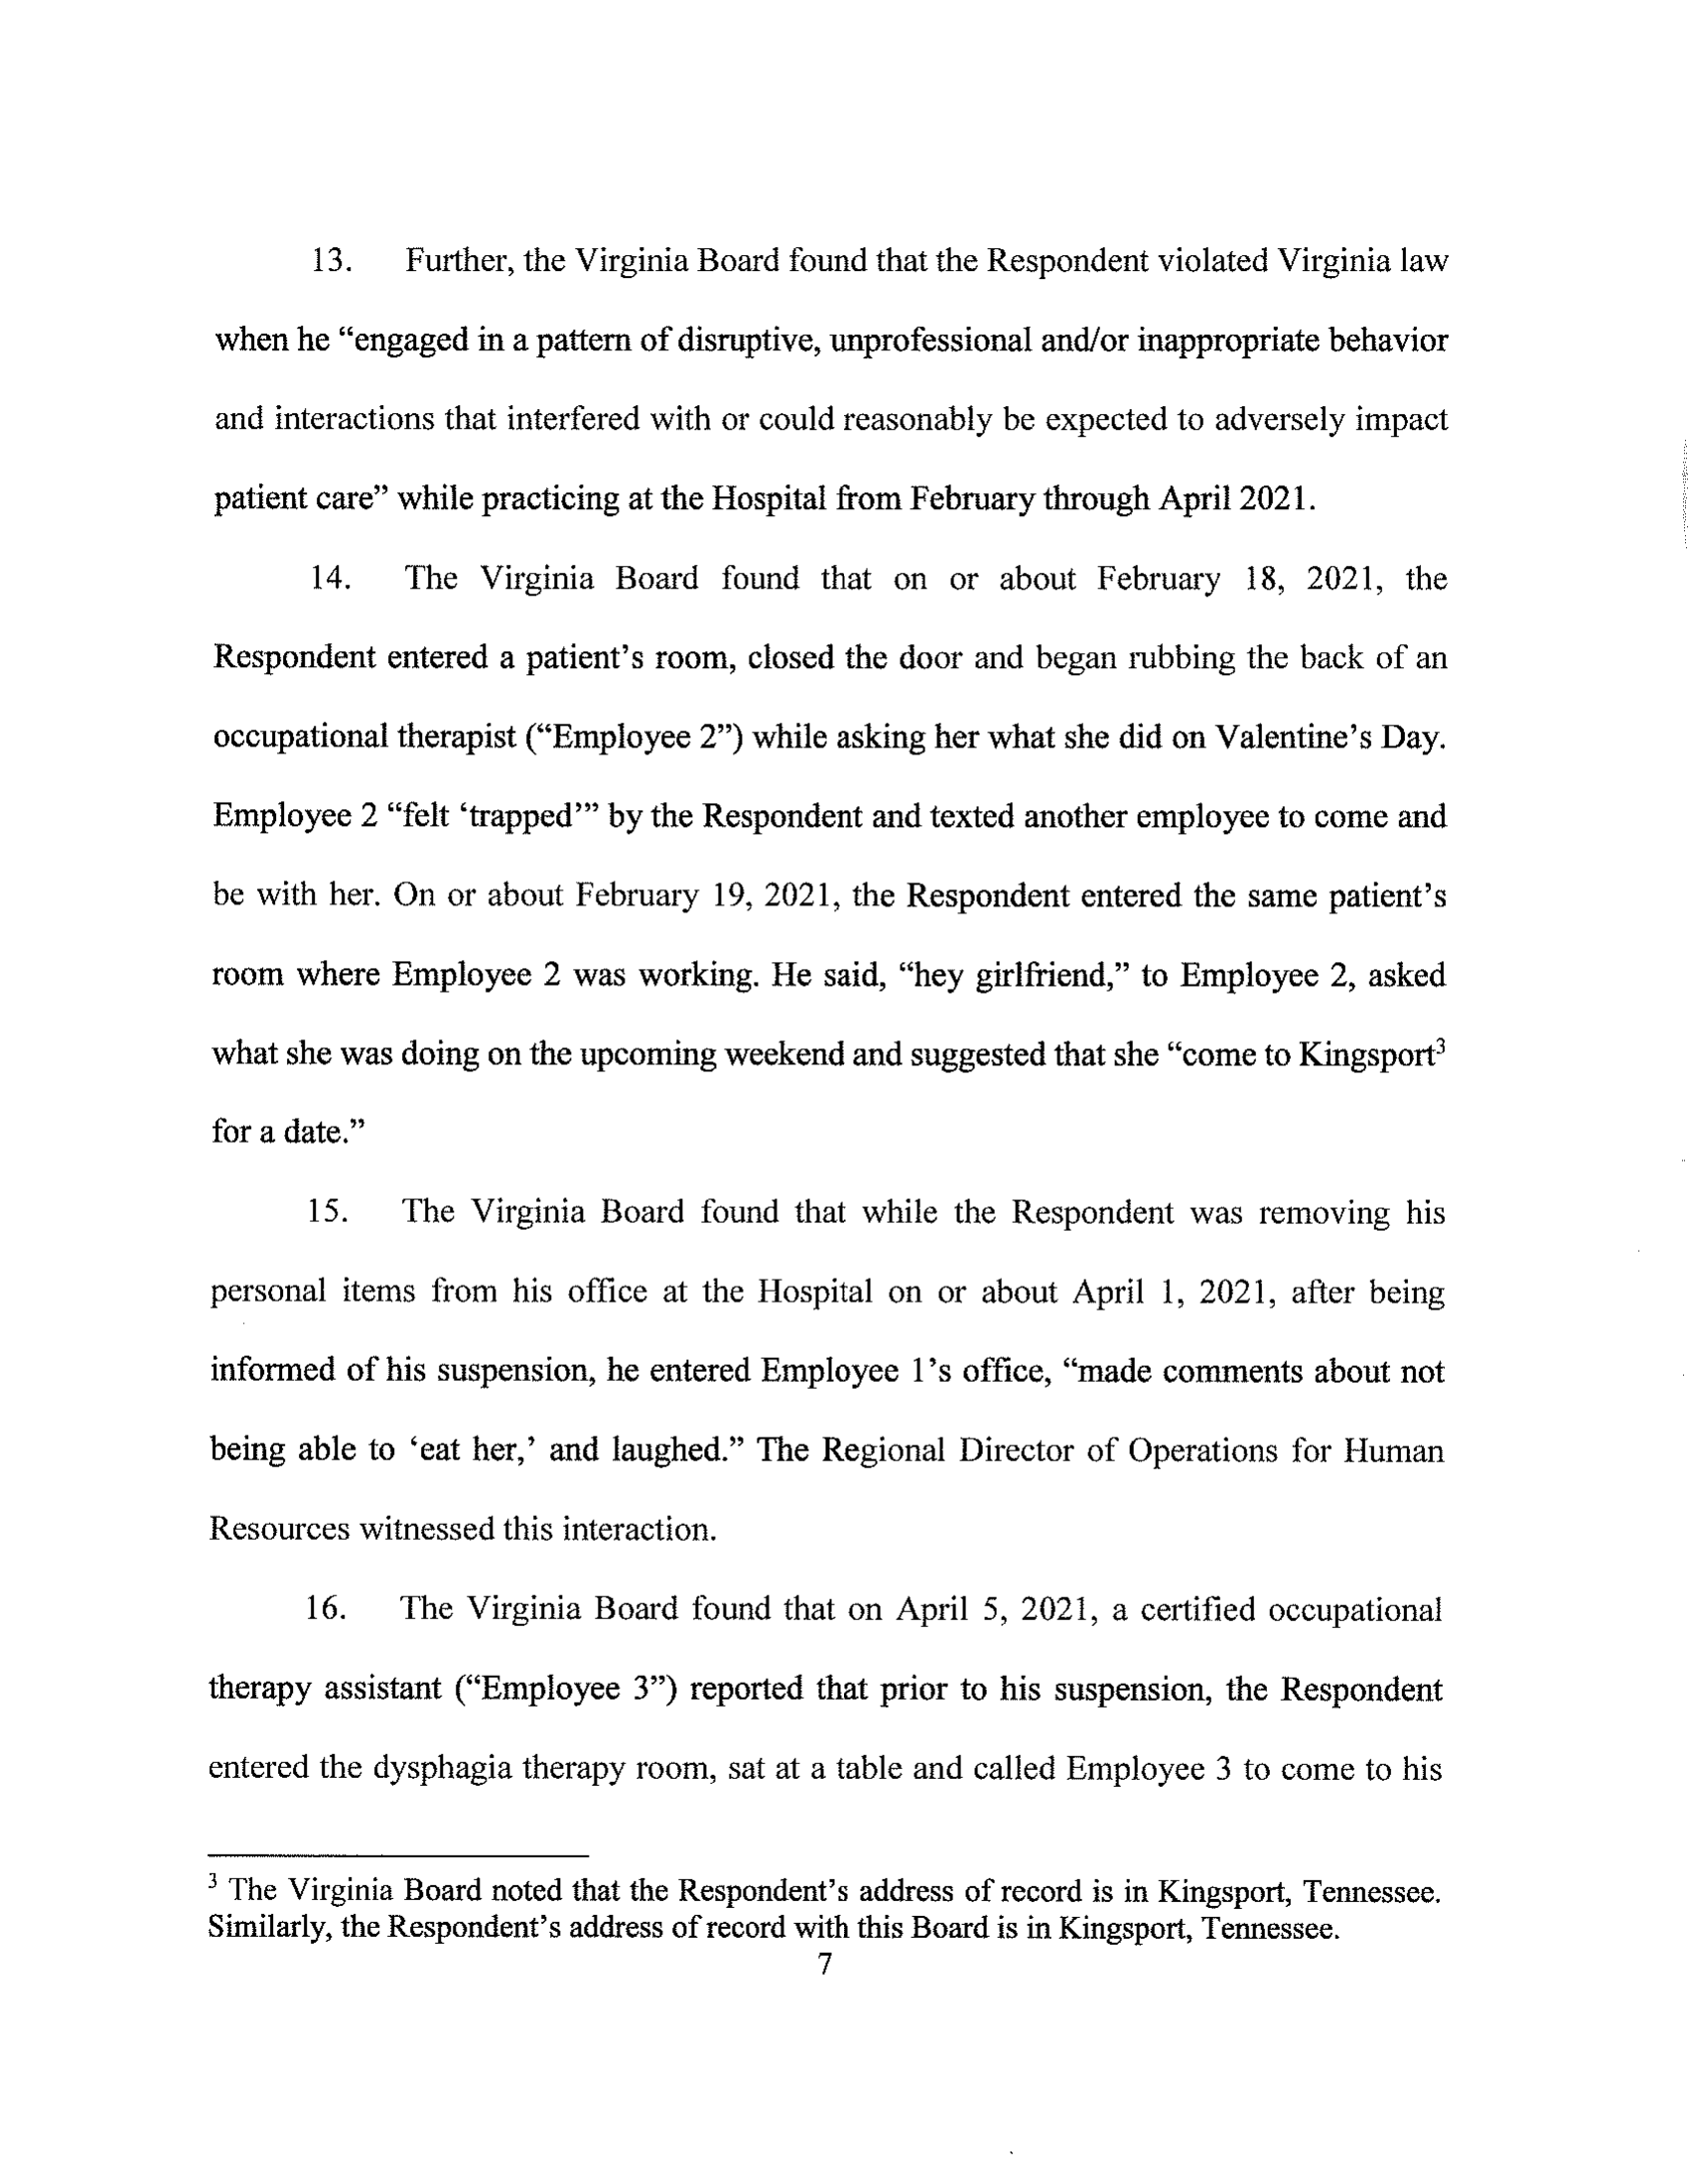 13. Further, the Virginia Board found that the Respondent violated Virginia law
when he “engaged in a pattern of disruptive, unprofessional and/or inappropriate behavior
and interactions that interfered with or could reasonably be expected to adversely impact
patient care” while practicing at the Hospital from February through April 2021.
14. The Virginia Board found that on or about February 18, 2021, the
Respondent entered a patient’s room, closed the door and began rubbing the back of an
occupational therapist (“Employee 2”) while asking her what she did on Valentine’s Day.
Employee 2 “felt ‘trapped’” by the Respondent and texted another employee to come and
be with her. On or about February 19, 2021, the Respondent entered the same patient’s
room where Employee 2 was working. He said, “hey girlfriend,” to Employee 2, asked
what she was doing on the upcoming weekend and suggested that she “come to Kingsport³
for a date.”
15. The Virginia Board found that while the Respondent was removing his
personal items from his office at the Hospital on or about April 1, 2021, after being
informed of his suspension, he entered Employee 1’s office, “made comments about not
being able to ‘eat her,’ and laughed.” The Regional Director of Operations for Human
Resources witnessed this interaction.
16. The Virginia Board found that on April 5, 2021, a certified occupational
therapy assistant (“Employee 3”) reported that prior to his suspension, the Respondent
entered the dysphagia therapy room, sat at a table and called Employee 3 to come to his
³ The Virginia Board noted that the Respondent’s address of record is in Kingsport, Tennessee.
Similarly, the Respondent’s address of record with this Board is in Kingsport, Tennessee.
7